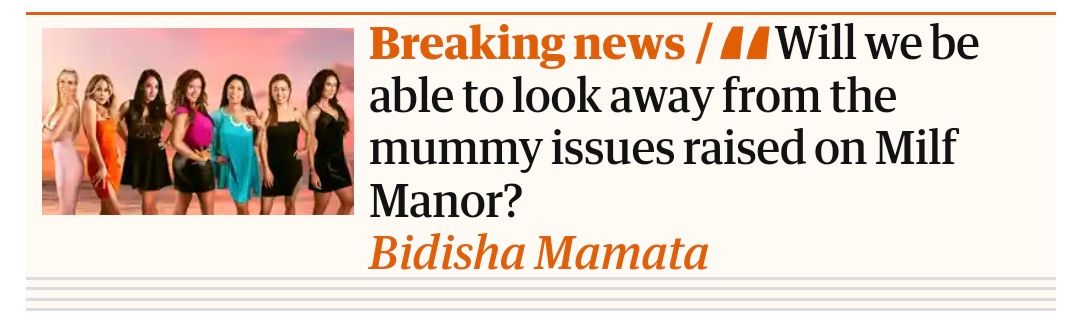 Breaking news / “Will we be
able to look away from the
mummy issues raised on Milf
Manor?
Bidisha Mamata